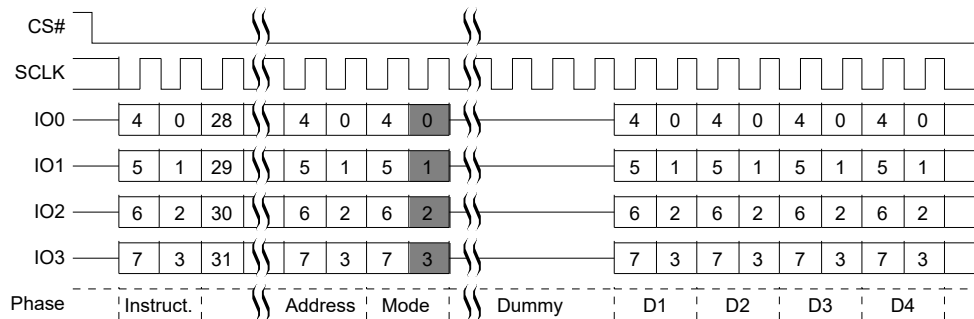 CS#
SCLK
IO0 4 0 28 4 0 4 0 4 0 4 0 4 0 4 0
IO1 5 1 29 5 1 5 1 5 1 5 1 5 1 5 1
IO2 6 2 30 6 2 6 2 6 2 6 2 6 2 6 2
IO3 7 3 31 7 3 7 3 7 3 7 3 7 3 7 3
Phase Instruct. Address Mode Dummy D1 D2 D3 D4